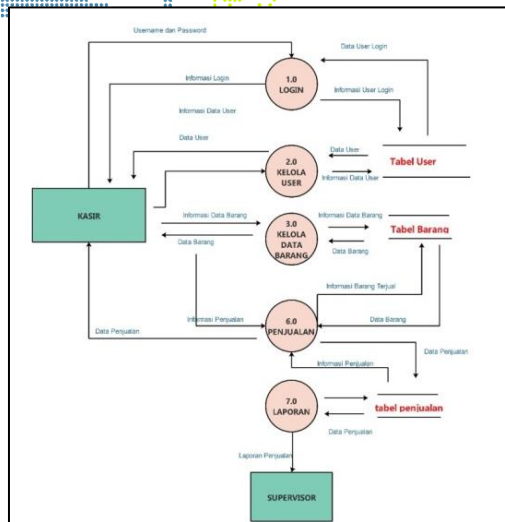 Username dan Password
Data User Login
1.0
LOGIN
Informasi Login
Informasi User Login
Informasi Data User
Data User
Data User
2.0
KELOLA
USER
Tabel User
Informasi Data User
KASIR
Informasi Data Barang
Data Barang
3.0
KELOLA
DATA
BARANG
Informasi Data Barang
Data Barang
Tabel Barang
Informasi Barang Terjual
Informasi Penjualan
6.0
PENJUALAN
Data Barang
Data Penjualan
Data Penjualan
Informasi Penjualan
7.0
LAPORAN
tabel penjualan
Data Penjualan
Laporan Penjualan
SUPERVISOR